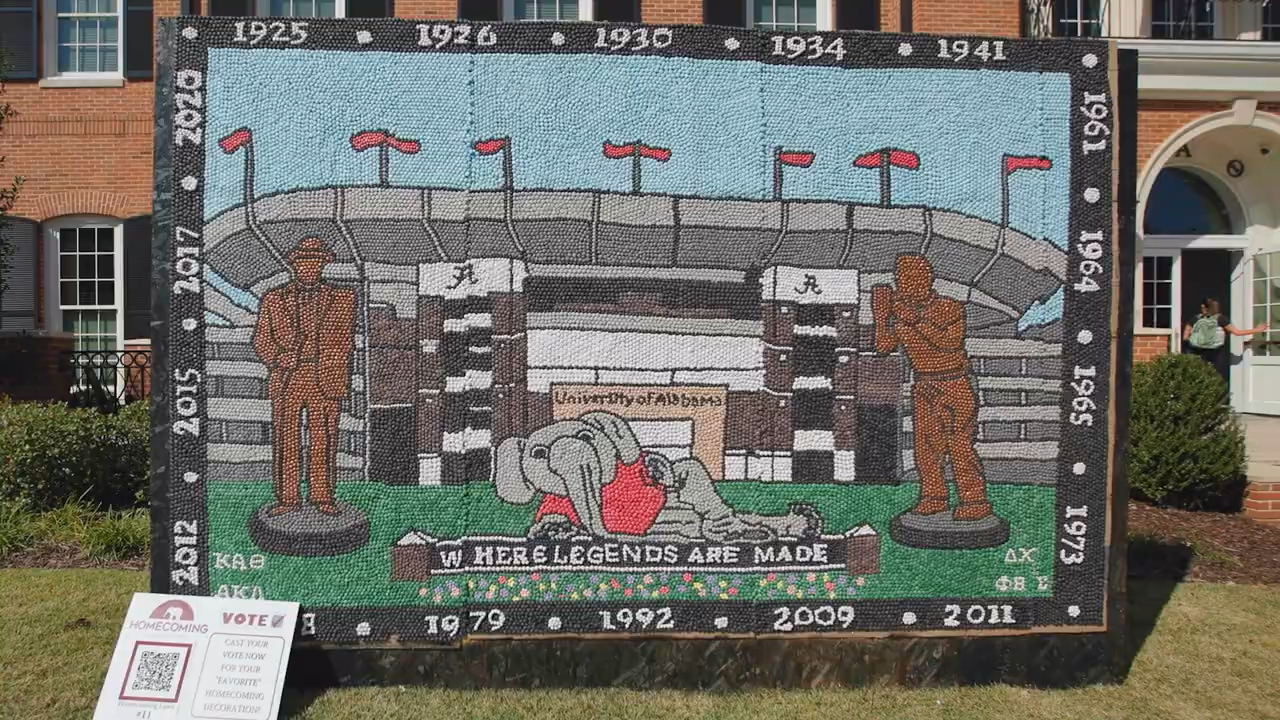 1925 1926 1930 1934 1941
1961
1964
1965
1973
2020
2017
2015
2012
A
A
University of Alabama
W HERE LEGENDS ARE MADE
ΚΑΘ
ΔΧ
ΦΒΣ
1979 1992 2009 2011
HOMECOMING
VOTE
CAST YOUR
VOTE NOW
FOR YOUR
"FAVORITE"
HOMECOMING
DECORATION!
#11